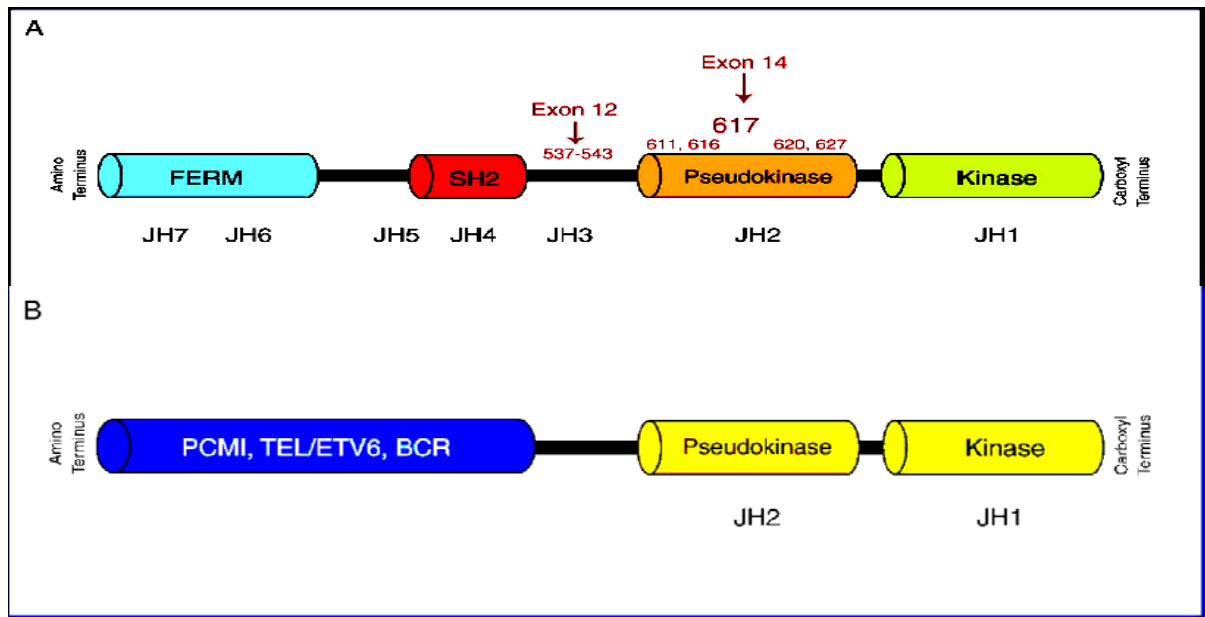 A
Exon 14
Exon 12
617
537-543
611, 616
620, 627
Amino
Terminus
FERM
SH2
Pseudokinase
Kinase
Carboxyl
Terminus
JH7 JH6 JH5 JH4 JH3 JH2 JH1
B
Amino
Terminus
PCMI, TEL/ETV6, BCR
Pseudokinase
Kinase
Carboxyl
Terminus
JH2 JH1